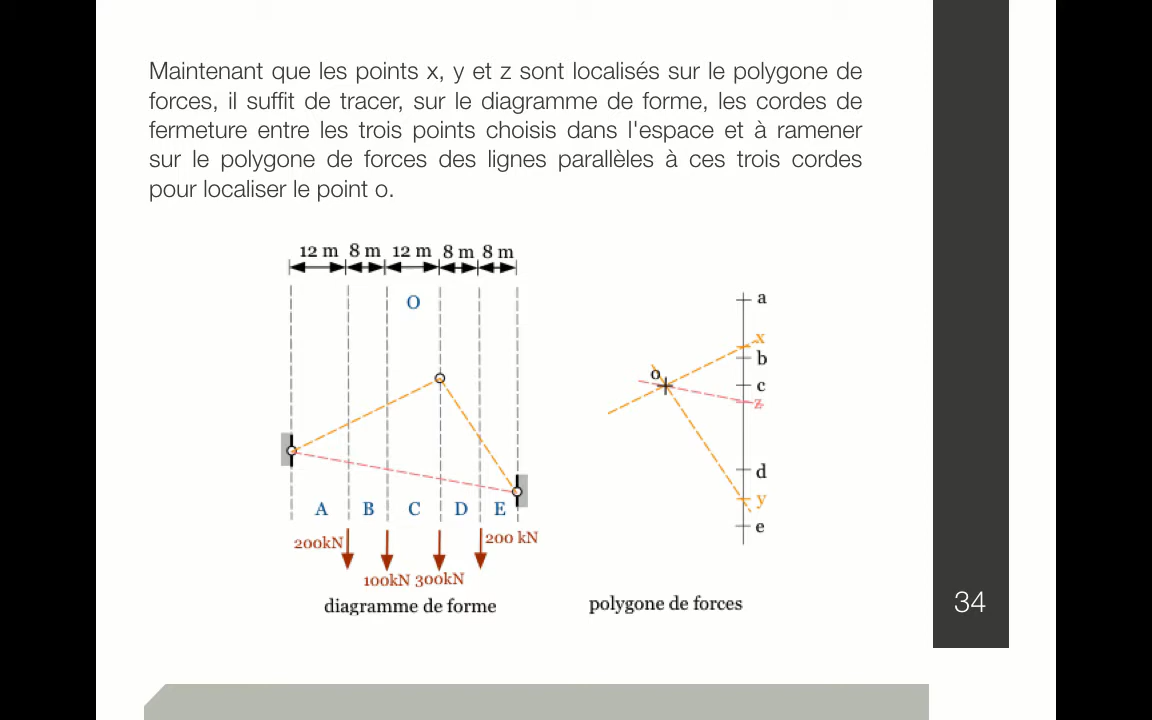 Maintenant que les points x, y et z sont localisés sur le polygone de
forces, il suffit de tracer, sur le diagramme de forme, les cordes de
fermeture entre les trois points choisis dans l'espace et à ramener
sur le polygone de forces des lignes parallèles à ces trois cordes
pour localiser le point o.
12 m 8 m 12 m 8 m 8 m
O
a
x
b
o
c
z
d
y
e
A B C D E
200kN
200 kN
100kN 300kN
diagramme de forme
polygone de forces
34